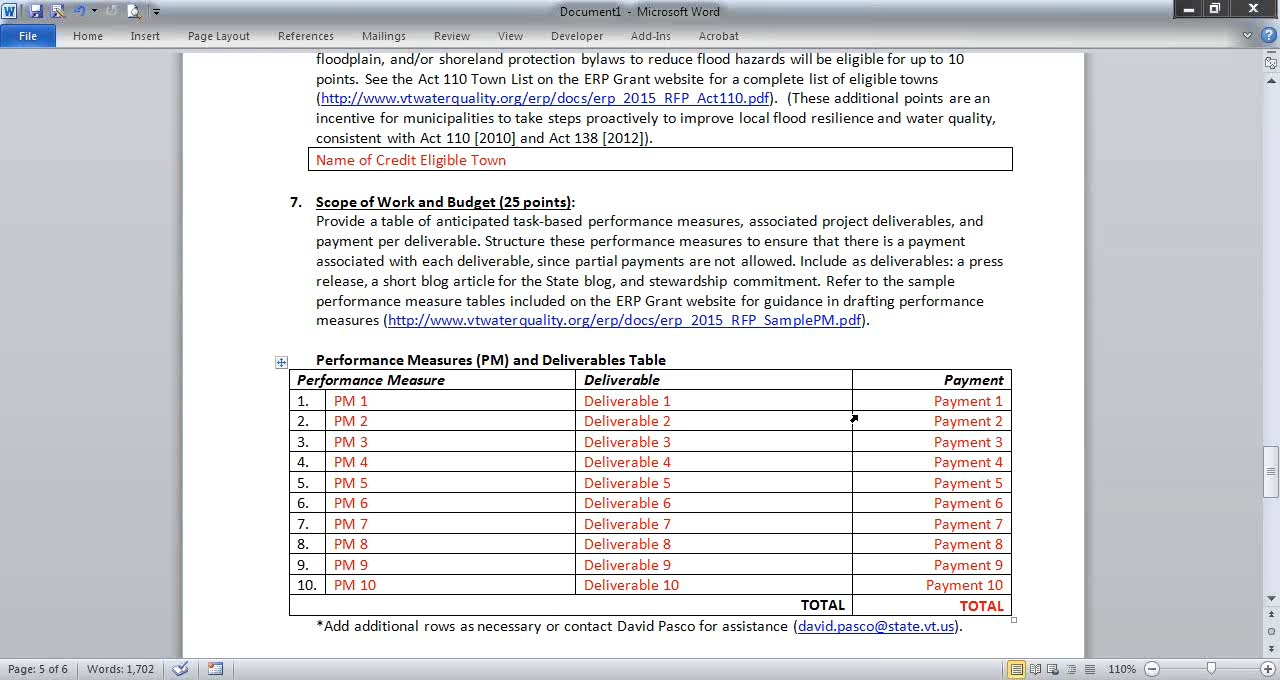 Document1 - Microsoft Word
File Home Insert Page Layout References Mailings Review View Developer Add-Ins Acrobat
floodplain, and/or shoreland protection bylaws to reduce flood hazards will be eligible for up to 10
points. See the Act 110 Town List on the ERP Grant website for a complete list of eligible towns
(http://www.vtwaterquality.org/erp/docs/erp_2015_RFP_Act110.pdf). (These additional points are an
incentive for municipalities to take steps proactively to improve local flood resilience and water quality,
consistent with Act 110 [2010] and Act 138 [2012]).
Name of Credit Eligible Town
7. Scope of Work and Budget (25 points):
Provide a table of anticipated task-based performance measures, associated project deliverables, and
payment per deliverable. Structure these performance measures to ensure that there is a payment
associated with each deliverable, since partial payments are not allowed. Include as deliverables: a press
release, a short blog article for the State blog, and stewardship commitment. Refer to the sample
performance measure tables included on the ERP Grant website for guidance in drafting performance
measures (http://www.vtwaterquality.org/erp/docs/erp_2015_RFP_SamplePM.pdf).
Performance Measures (PM) and Deliverables Table
Performance Measure Deliverable Payment
1. PM 1 Deliverable 1 Payment 1
2. PM 2 Deliverable 2 Payment 2
3. PM 3 Deliverable 3 Payment 3
4. PM 4 Deliverable 4 Payment 4
5. PM 5 Deliverable 5 Payment 5
6. PM 6 Deliverable 6 Payment 6
7. PM 7 Deliverable 7 Payment 7
8. PM 8 Deliverable 8 Payment 8
9. PM 9 Deliverable 9 Payment 9
10. PM 10 Deliverable 10 Payment 10
TOTAL TOTAL
*Add additional rows as necessary or contact David Pasco for assistance (david.pasco@state.vt.us).
Page: 5 of 6 Words: 1,702 110%